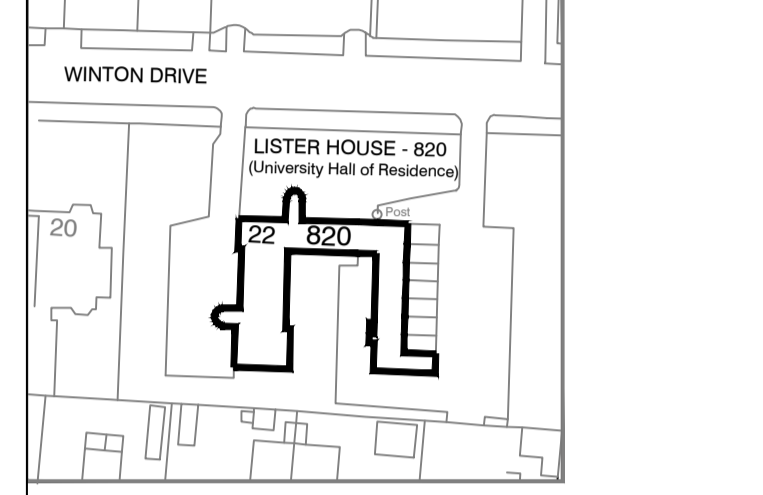 WINTON DRIVE
LISTER HOUSE - 820
(University Hall of Residence)
Post
20
22
820